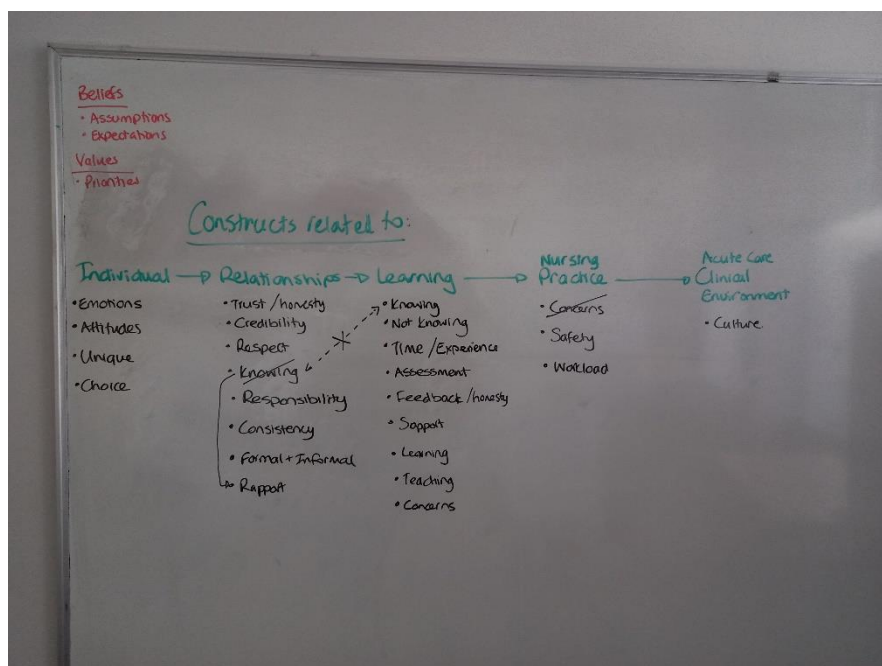 Beliefs
• Assumptions
• Expectations
Values
• Priorities
Constructs related to:
Individual → Relationships → Learning → Nursing Practice → Acute Care Clinical Environment
• Emotions
• Attitudes
• Unique
• Choice
• Trust/honesty
• Credibility
• Respect
• Knowing
• Responsibility
• Consistency
• Formal + Informal
• Rapport
• Knowing
• Not Knowing
• Time/Experience
• Assessment
• Feedback/honesty
• Support
• Learning
• Teaching
• Concerns
• Concerns
• Safety
• Workload
• Culture